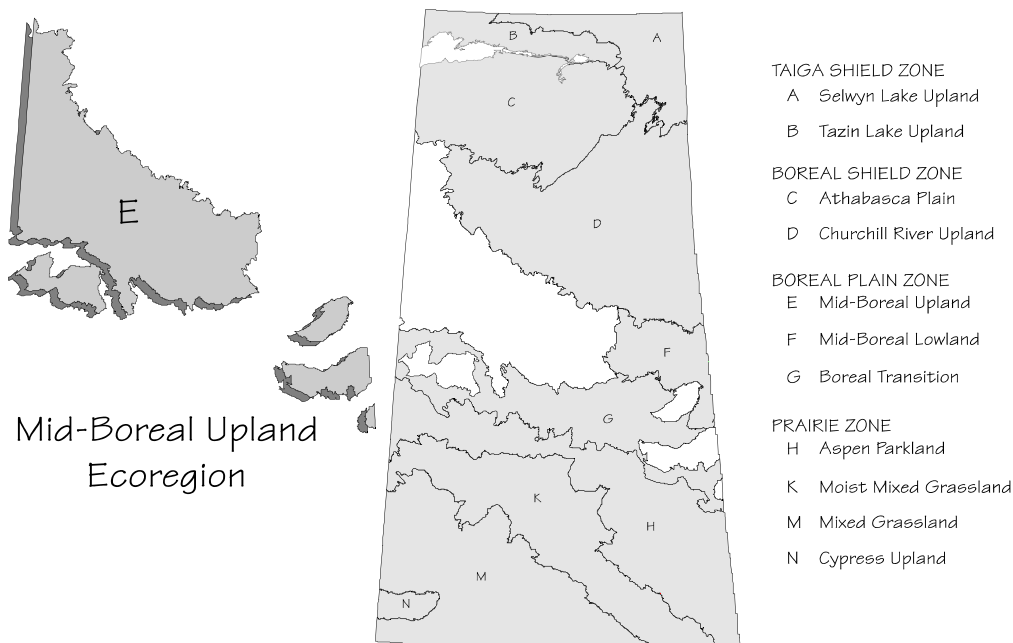 E
Mid-Boreal Upland
Ecoregion
B
A
C
D
F
G
K
H
M
N
TAIGA SHIELD ZONE
A Selwyn Lake Upland
B Tazin Lake Upland
BOREAL SHIELD ZONE
C Athabasca Plain
D Churchill River Upland
BOREAL PLAIN ZONE
E Mid-Boreal Upland
F Mid-Boreal Lowland
G Boreal Transition
PRAIRIE ZONE
H Aspen Parkland
K Moist Mixed Grassland
M Mixed Grassland
N Cypress Upland